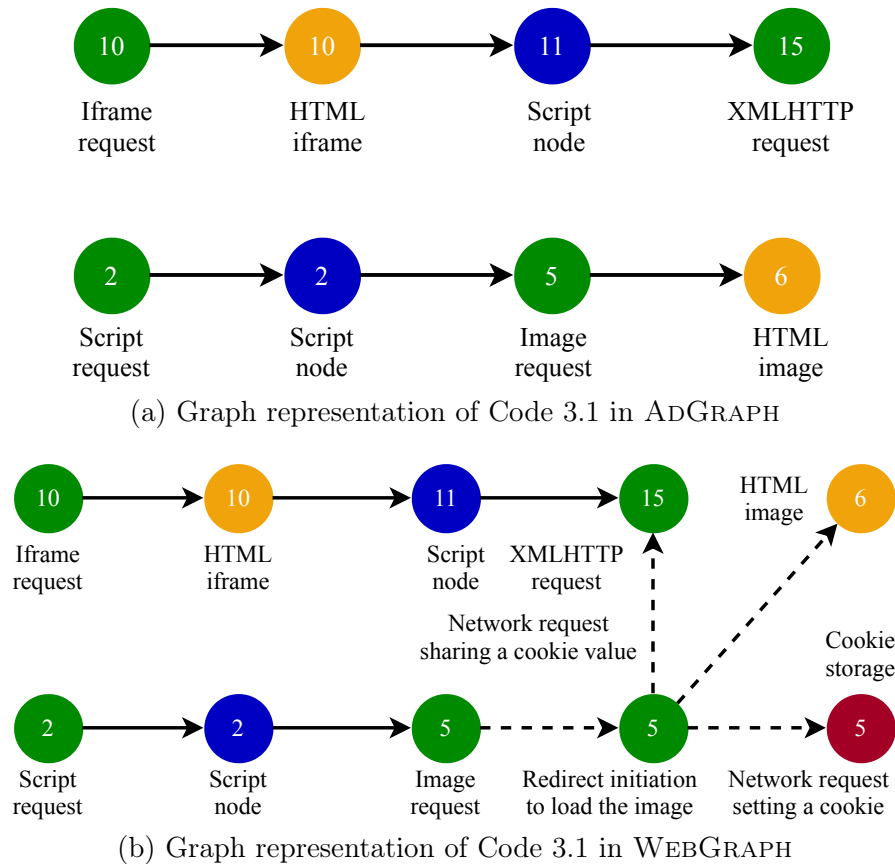 10 10 11 15
Iframe HTML Script XMLHTTP
request iframe node request
2 2 5 6
Script Script Image HTML
request node request image
(a) Graph representation of Code 3.1 in ADGRAPH
10 10 11 15 HTML 6
image
Iframe HTML Script XMLHTTP
request iframe node request
Network request Cookie
sharing a cookie value storage
2 2 5 5 5
Script Script Image Redirect initiation Network request
request node request to load the image setting a cookie
(b) Graph representation of Code 3.1 in WEBGRAPH